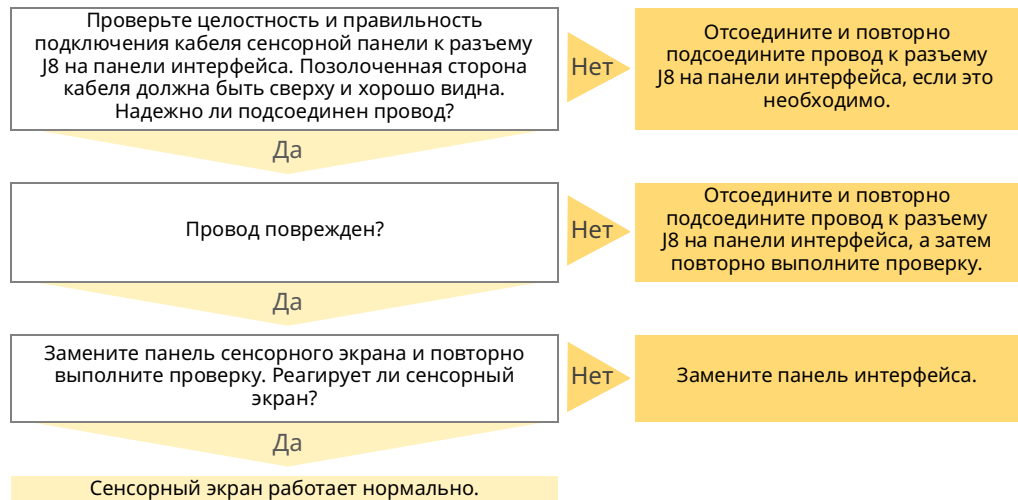 Проверьте целостность и правильность
подключения кабеля сенсорной панели к разъему
J8 на панели интерфейса. Позолоченная сторона
кабеля должна быть сверху и хорошо видна.
Надежно ли подсоединен провод?
Нет
Отсоедините и повторно
подсоедините провод к разъему
J8 на панели интерфейса, если это
необходимо.
Да
Провод поврежден?
Нет
Отсоедините и повторно
подсоедините провод к разъему
J8 на панели интерфейса, а затем
повторно выполните проверку.
Да
Замените панель сенсорного экрана и повторно
выполните проверку. Реагирует ли сенсорный
экран?
Нет
Замените панель интерфейса.
Да
Сенсорный экран работает нормально.